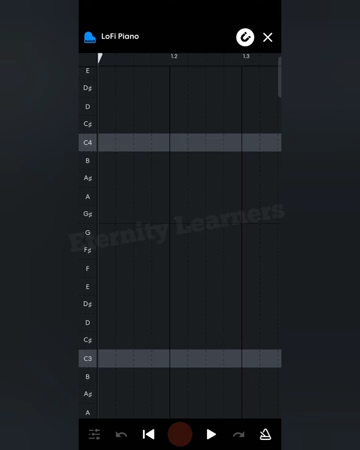 LoFi Piano
1.2 1.3
E
D♯
D
C♯
C4
B
A♯
A
G♯
G
F♯
F
E
D♯
D
C♯
C3
B
A♯
A
Eternity Learners